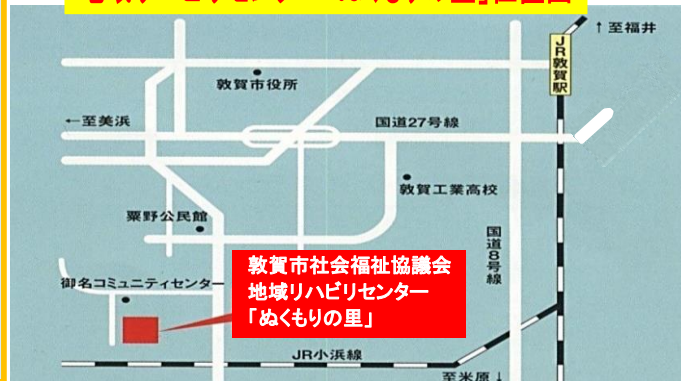 ↑至福井
JR敦賀駅
敦賀市役所
←至美浜
国道27号線
敦賀工業高校
粟野公民館
国道8号線
敦賀市社会福祉協議会
地域リハビリセンター
「ぬくもりの里」
御名コミュニティセンター
JR小浜線
至米原↓